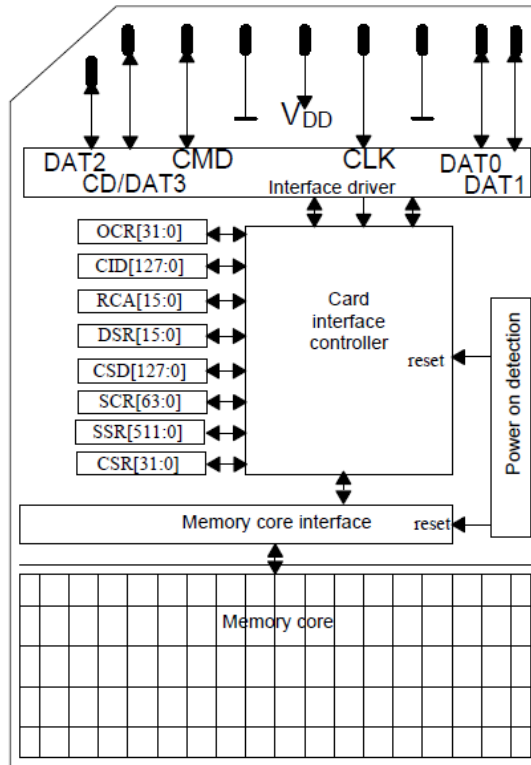 VDD
DAT2
CMD
CLK
DAT0
CD/DAT3
Interface driver
DAT1
OCR[31:0]
CID[127:0]
RCA[15:0]
DSR[15:0]
CSD[127:0]
SCR[63:0]
SSR[511:0]
CSR[31:0]
Card
interface
controller
reset
Power on detection
Memory core interface
reset
Memory core